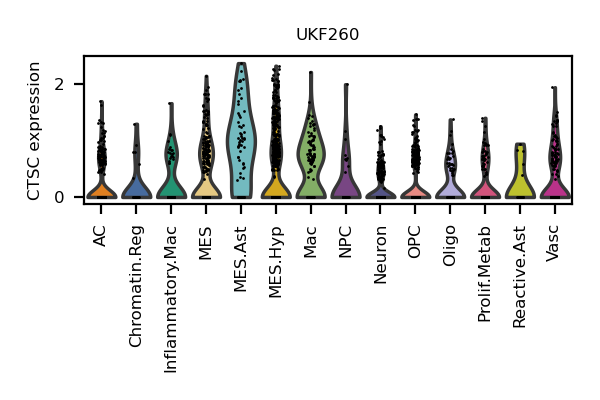 UKF260
CTSC expression
2
0
AC
Chromatin.Reg
Inflammatory.Mac
MES
MES.Ast
MES.Hyp
Mac
NPC
Neuron
OPC
Oligo
Prolif.Metab
Reactive.Ast
Vasc